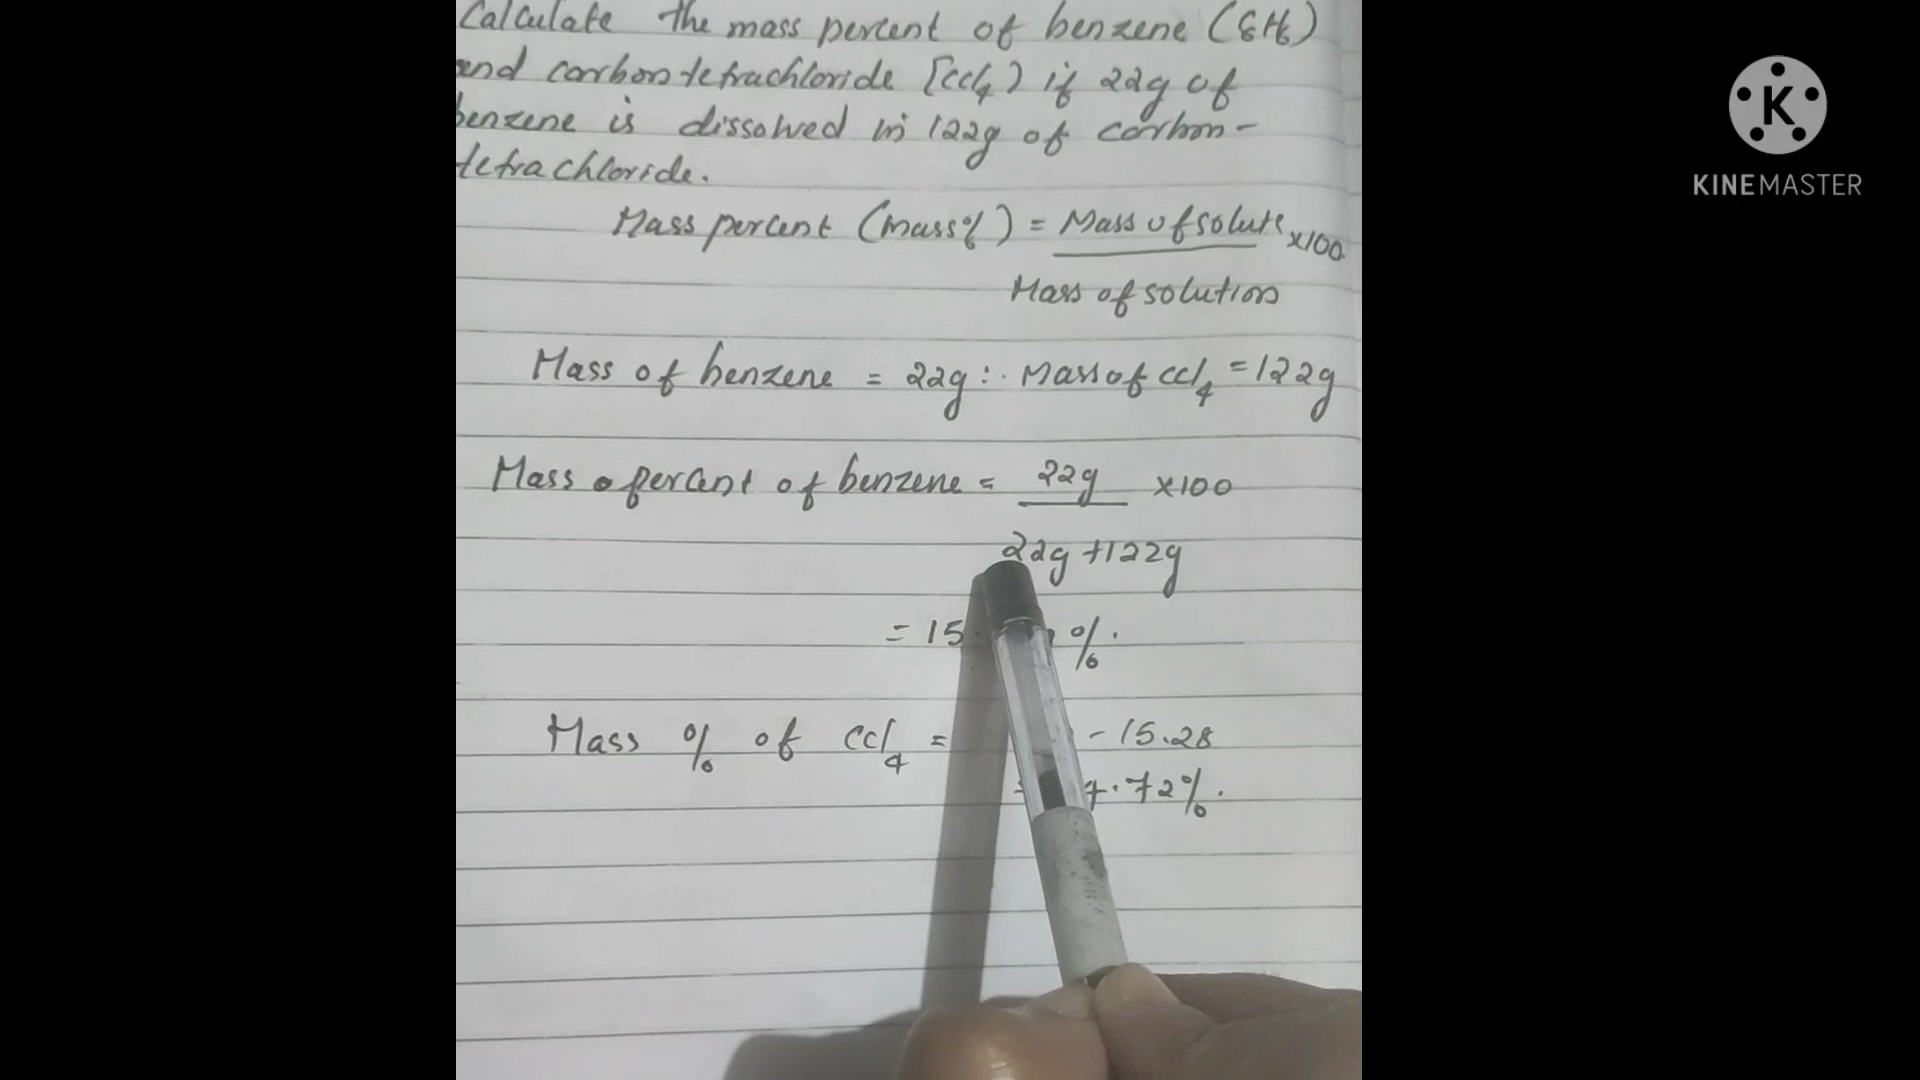 Calculate the mass percent of benzene (C6H6)
and carbontetrachloride [CCl4) if 22g of
benzene is dissolved in 122g of carbon-
tetrachloride.
Mass percent (mass%) = Mass of solute x100
Mass of solution
Mass of benzene = 22g ∴ Mass of CCl4 = 122g
Mass percent of benzene = 22g x100
22g + 122g
= 15 %.
Mass % of CCl4 = - 15.28
= 4.72%.
K
KINEMASTER